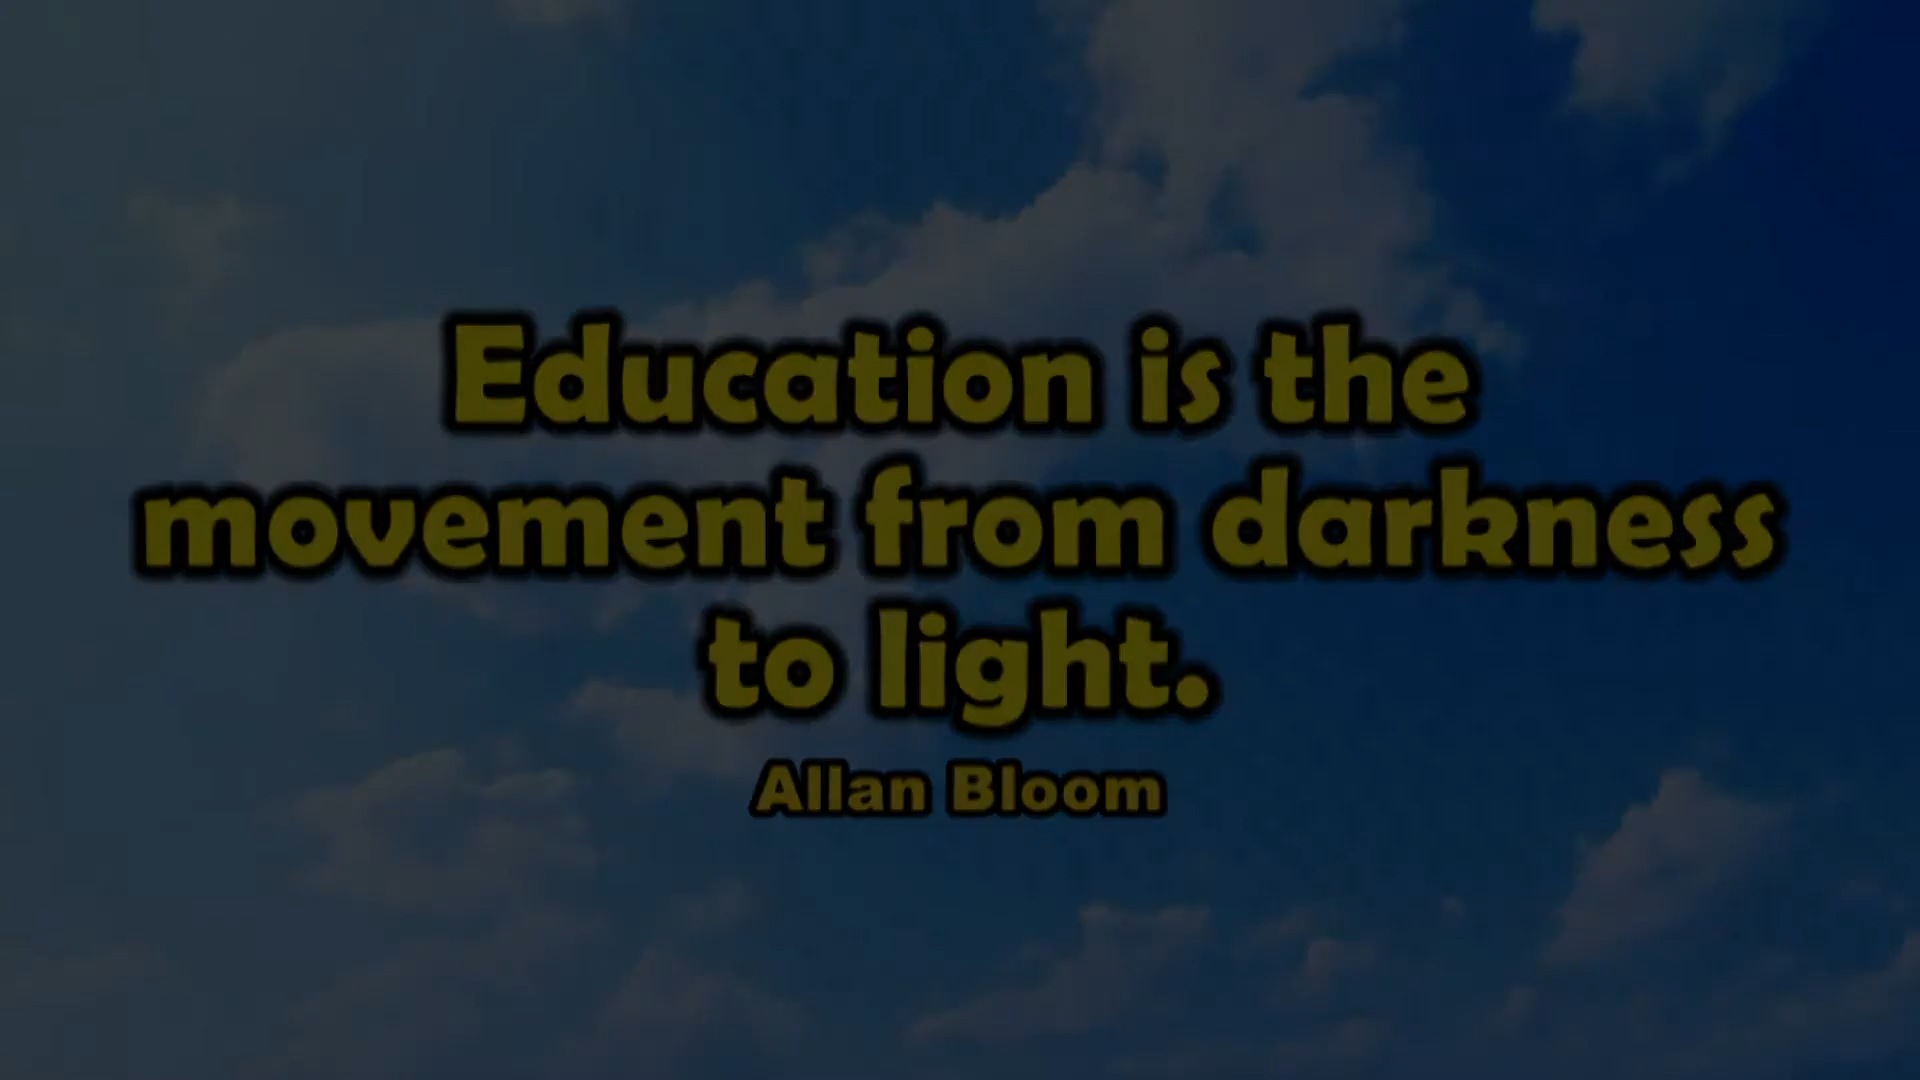 Education is the
movement from darkness
to light.
Allan Bloom